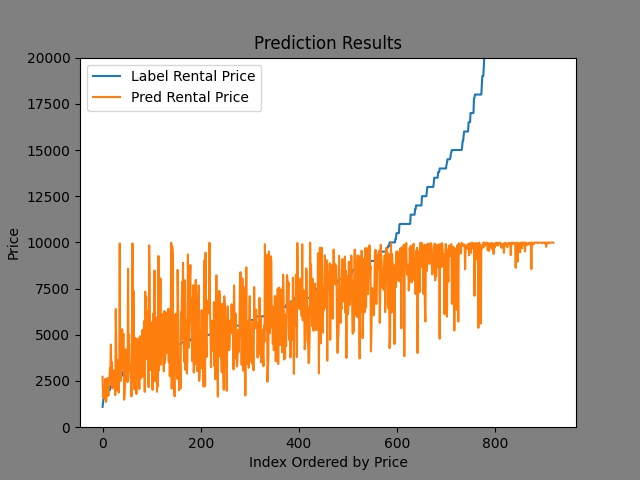 Prediction Results
20000
17500
15000
12500
10000
7500
5000
2500
0
Price
Label Rental Price
Pred Rental Price
0 200 400 600 800
Index Ordered by Price